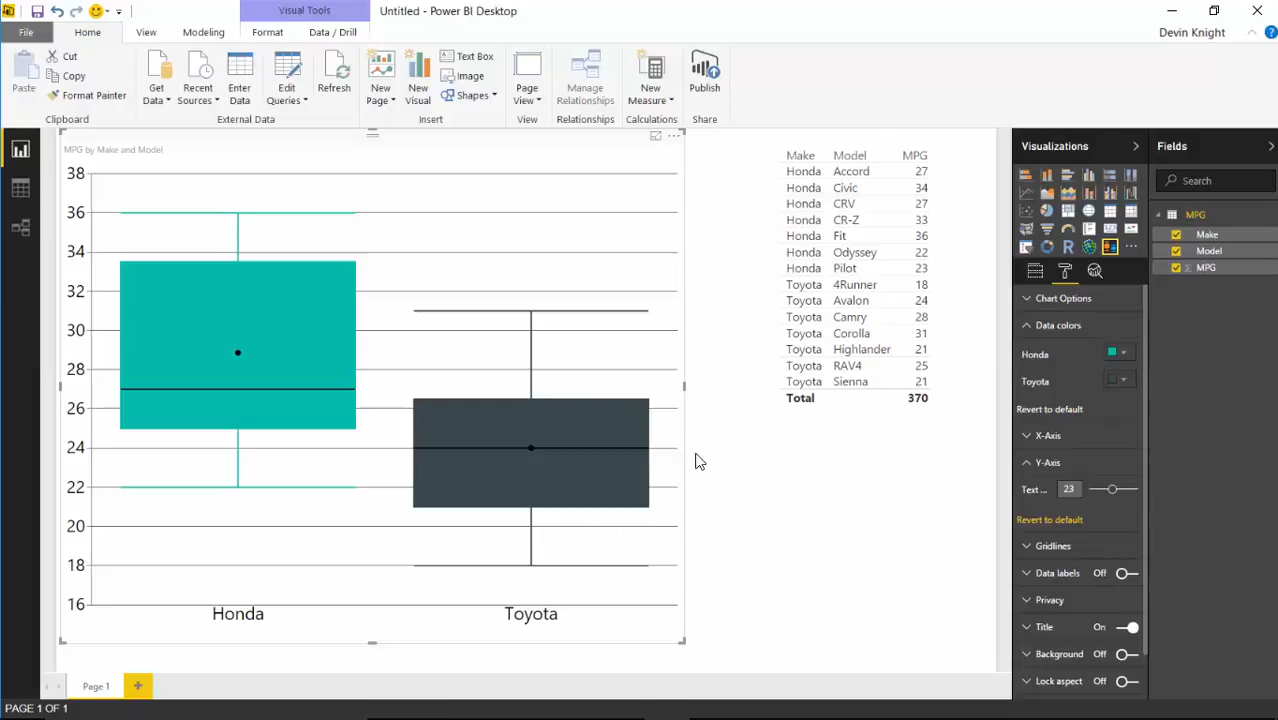 Visual Tools
Untitled - Power BI Desktop
File
Home
View
Modeling
Format
Data / Drill
Devin Knight
?
Paste
Cut
Copy
Format Painter
Clipboard
Get
Data
Recent
Sources
Enter
Data
Edit
Queries
Refresh
External Data
New
Page
New
Visual
Text Box
Image
Shapes
Insert
Page
View
View
Manage
Relationships
Relationships
New
Measure
Calculations
Publish
Share
MPG by Make and Model
38
36
34
32
30
28
26
24
22
20
18
16
Honda
Toyota
Make Model MPG
Honda Accord 27
Honda Civic 34
Honda CRV 27
Honda CR-Z 33
Honda Fit 36
Honda Odyssey 22
Honda Pilot 23
Toyota 4Runner 18
Toyota Avalon 24
Toyota Camry 28
Toyota Corolla 31
Toyota Highlander 21
Toyota RAV4 25
Toyota Sienna 21
Total 370
Visualizations
R
Chart Options
Data colors
Honda
Toyota
Revert to default
X-Axis
Y-Axis
Text ... 23
Revert to default
Gridlines
Data labels Off
Privacy
Title On
Background Off
Lock aspect Off
Fields
Search
MPG
Make
Model
Σ MPG
Page 1
PAGE 1 OF 1